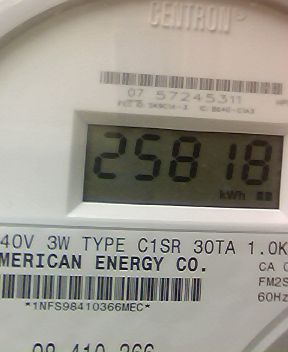 CENTRON
07 57245311
25818
kWh
40V 3W TYPE C1SR 30TA 1.0K
MERICAN ENERGY CO.
CA 0
FM2S
60Hz
*1NFS98410366MEC*
98 410 366